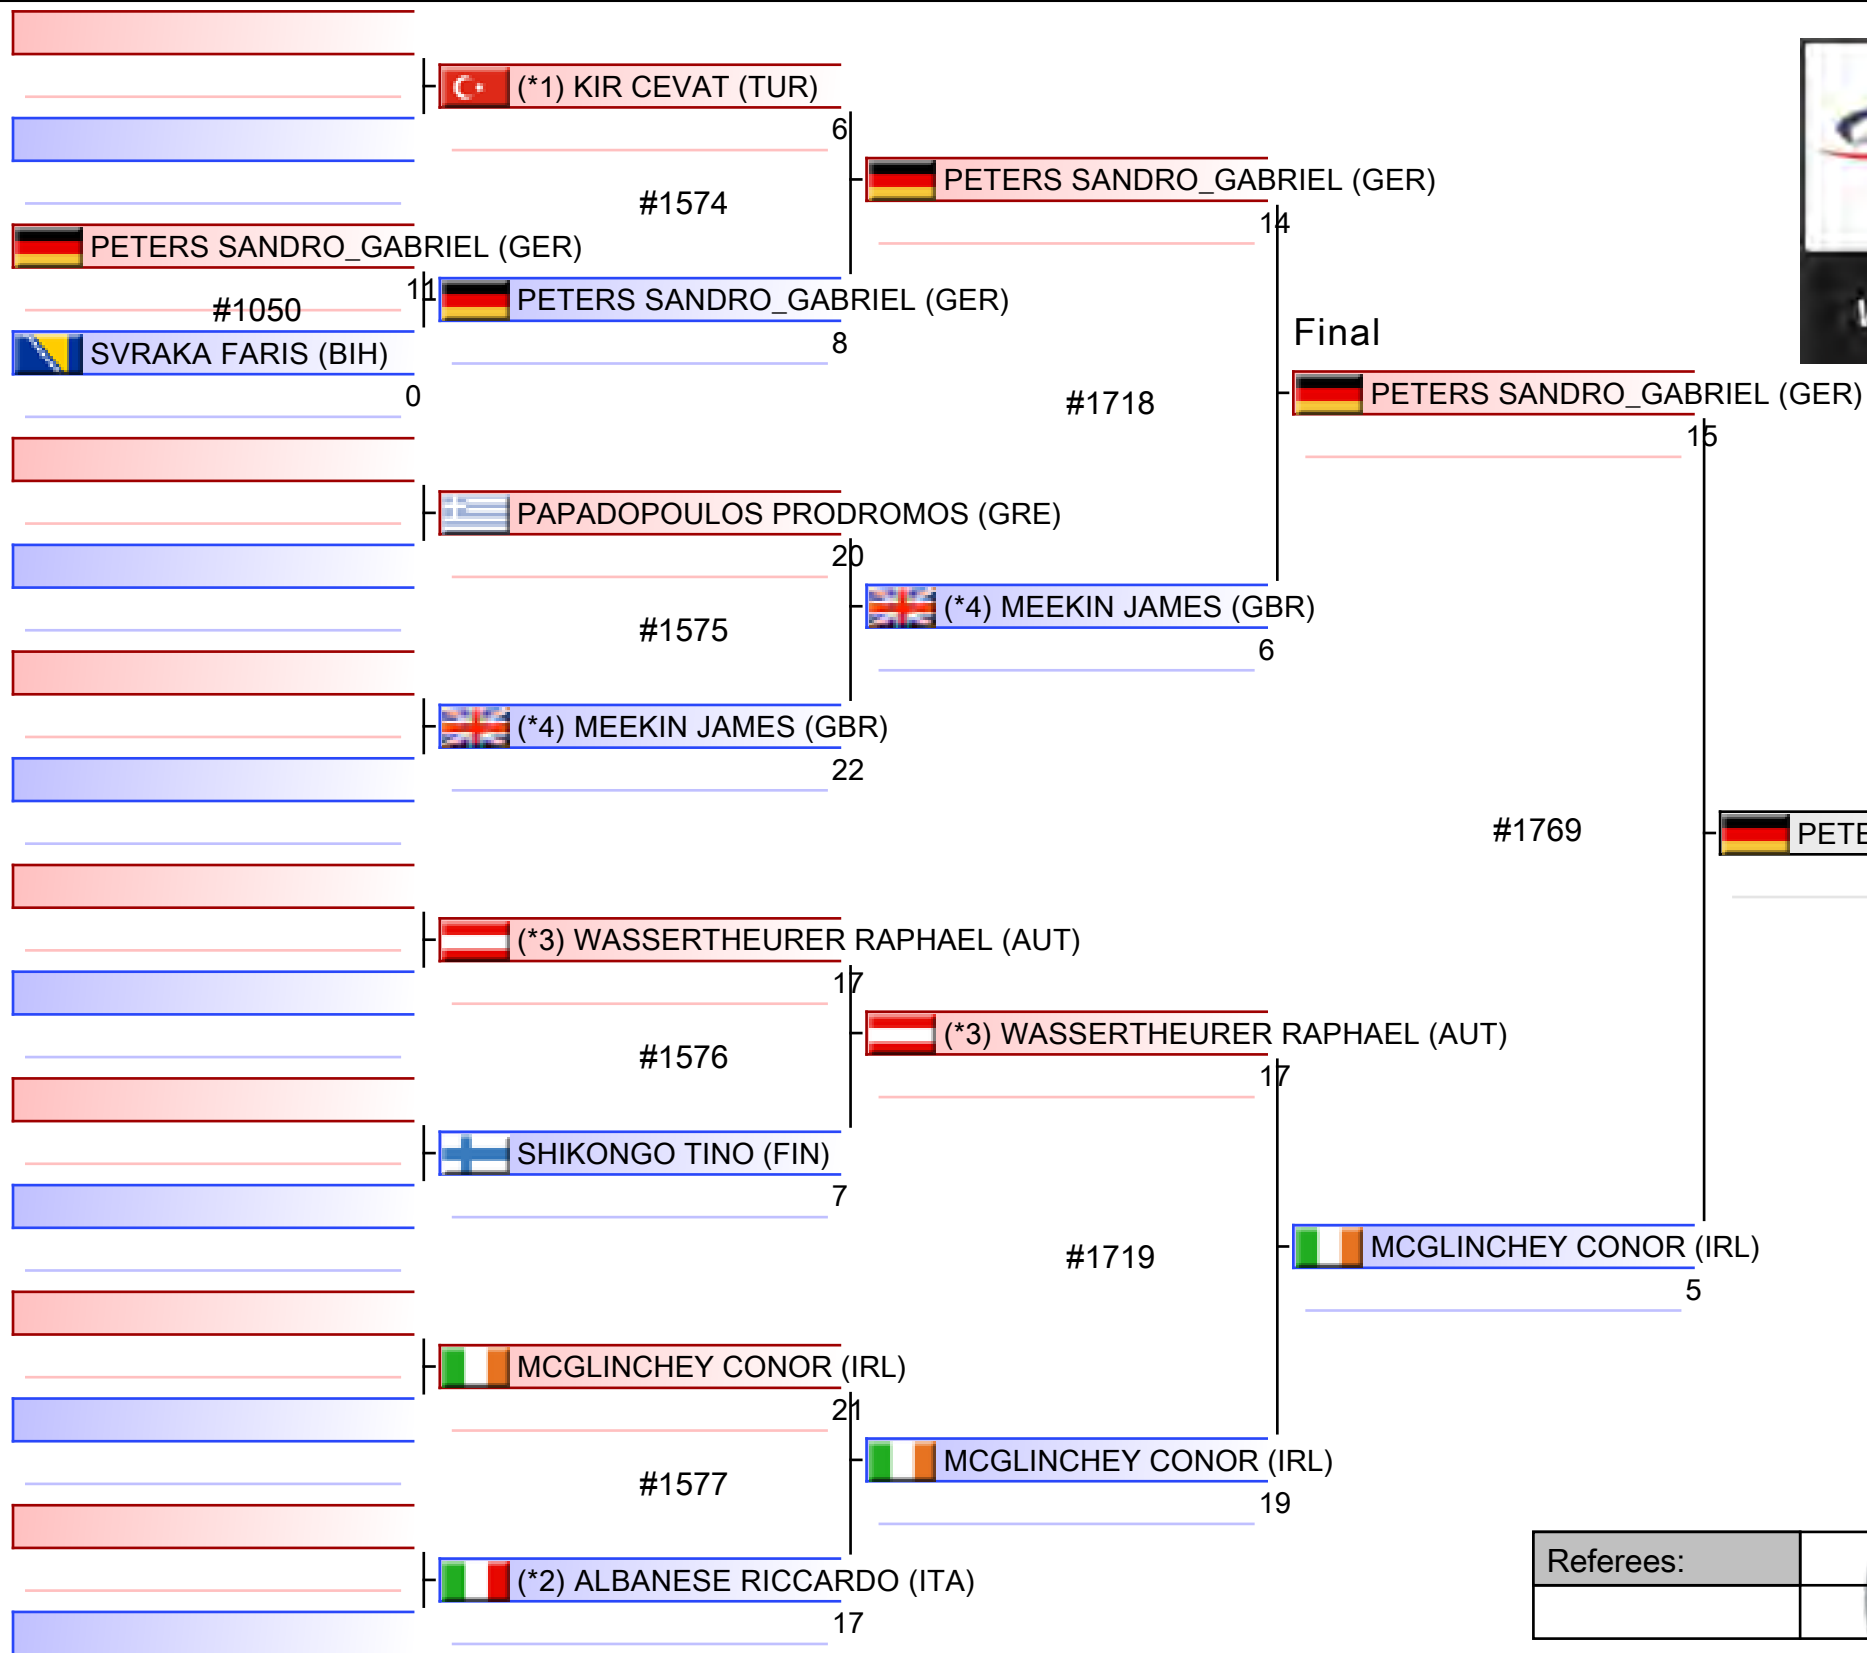 (*1) KIR CEVAT (TUR)
6
PETERS SANDRO_GABRIEL (GER)
14
#1574
PETERS SANDRO_GABRIEL (GER)
11
#1050
PETERS SANDRO_GABRIEL (GER)
8
SVRAKA FARIS (BIH)
0
Final
PETERS SANDRO_GABRIEL (GER)
15
#1718
PAPADOPOULOS PRODROMOS (GRE)
20
(*4) MEEKIN JAMES (GBR)
6
#1575
(*4) MEEKIN JAMES (GBR)
22
#1769
(*3) WASSERTHEURER RAPHAEL (AUT)
17
(*3) WASSERTHEURER RAPHAEL (AUT)
17
#1576
SHIKONGO TINO (FIN)
7
#1719
MCGLINCHEY CONOR (IRL)
5
MCGLINCHEY CONOR (IRL)
21
MCGLINCHEY CONOR (IRL)
19
#1577
(*2) ALBANESE RICCARDO (ITA)
17
Referees: